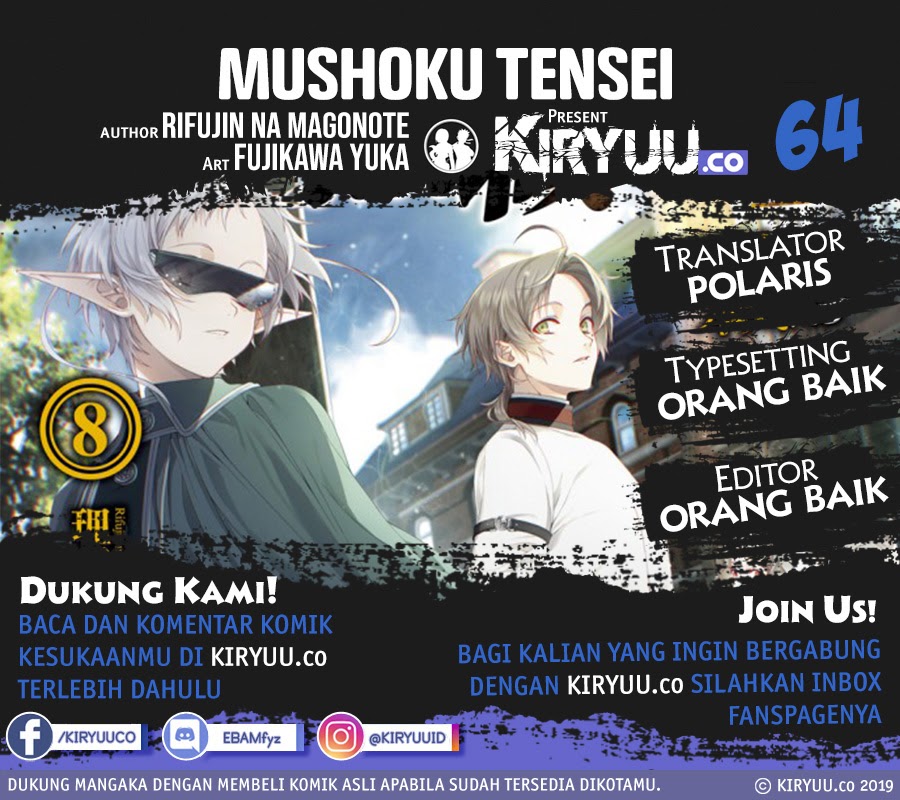 MUSHOKU TENSEI
AUTHOR RIFUJIN NA MAGONOTE
ART FUJIKAWA YUKA
PRESENT
KIRYUU.CO
64
TRANSLATOR
POLARIS
TYPESETTING
ORANG BAIK
EDITOR
ORANG BAIK
8
Rifuji
DUKUNG KAMI!
BACA DAN KOMENTAR KOMIK
KESUKAANMU DI KIRYUU.co
TERLEBIH DAHULU
JOIN US!
BAGI KALIAN YANG INGIN BERGABUNG
DENGAN KIRYUU.co SILAHKAN INBOX
FANSPAGENYA
/KIRYUUCO
EBAMfyz
@KIRYUUID
DUKUNG MANGAKA DENGAN MEMBELI KOMIK ASLI APABILA SUDAH TERSEDIA DIKOTAMU.
© KIRYUU.co 2019